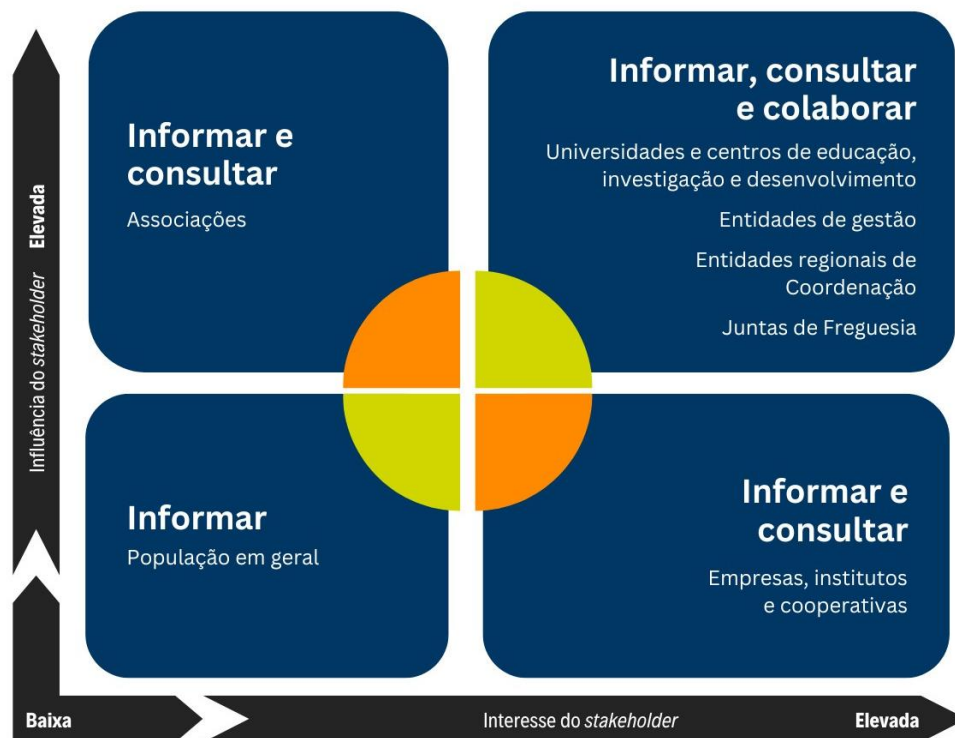 Informar e
consultar
Associações
Informar, consultar
e colaborar
Universidades e centros de educação,
investigação e desenvolvimento
Entidades de gestão
Entidades regionais de
Coordenação
Juntas de Freguesia
Influência do stakeholder Elevada
Informar
População em geral
Informar e
consultar
Empresas, institutos
e cooperativas
Baixa
Interesse do stakeholder
Elevada